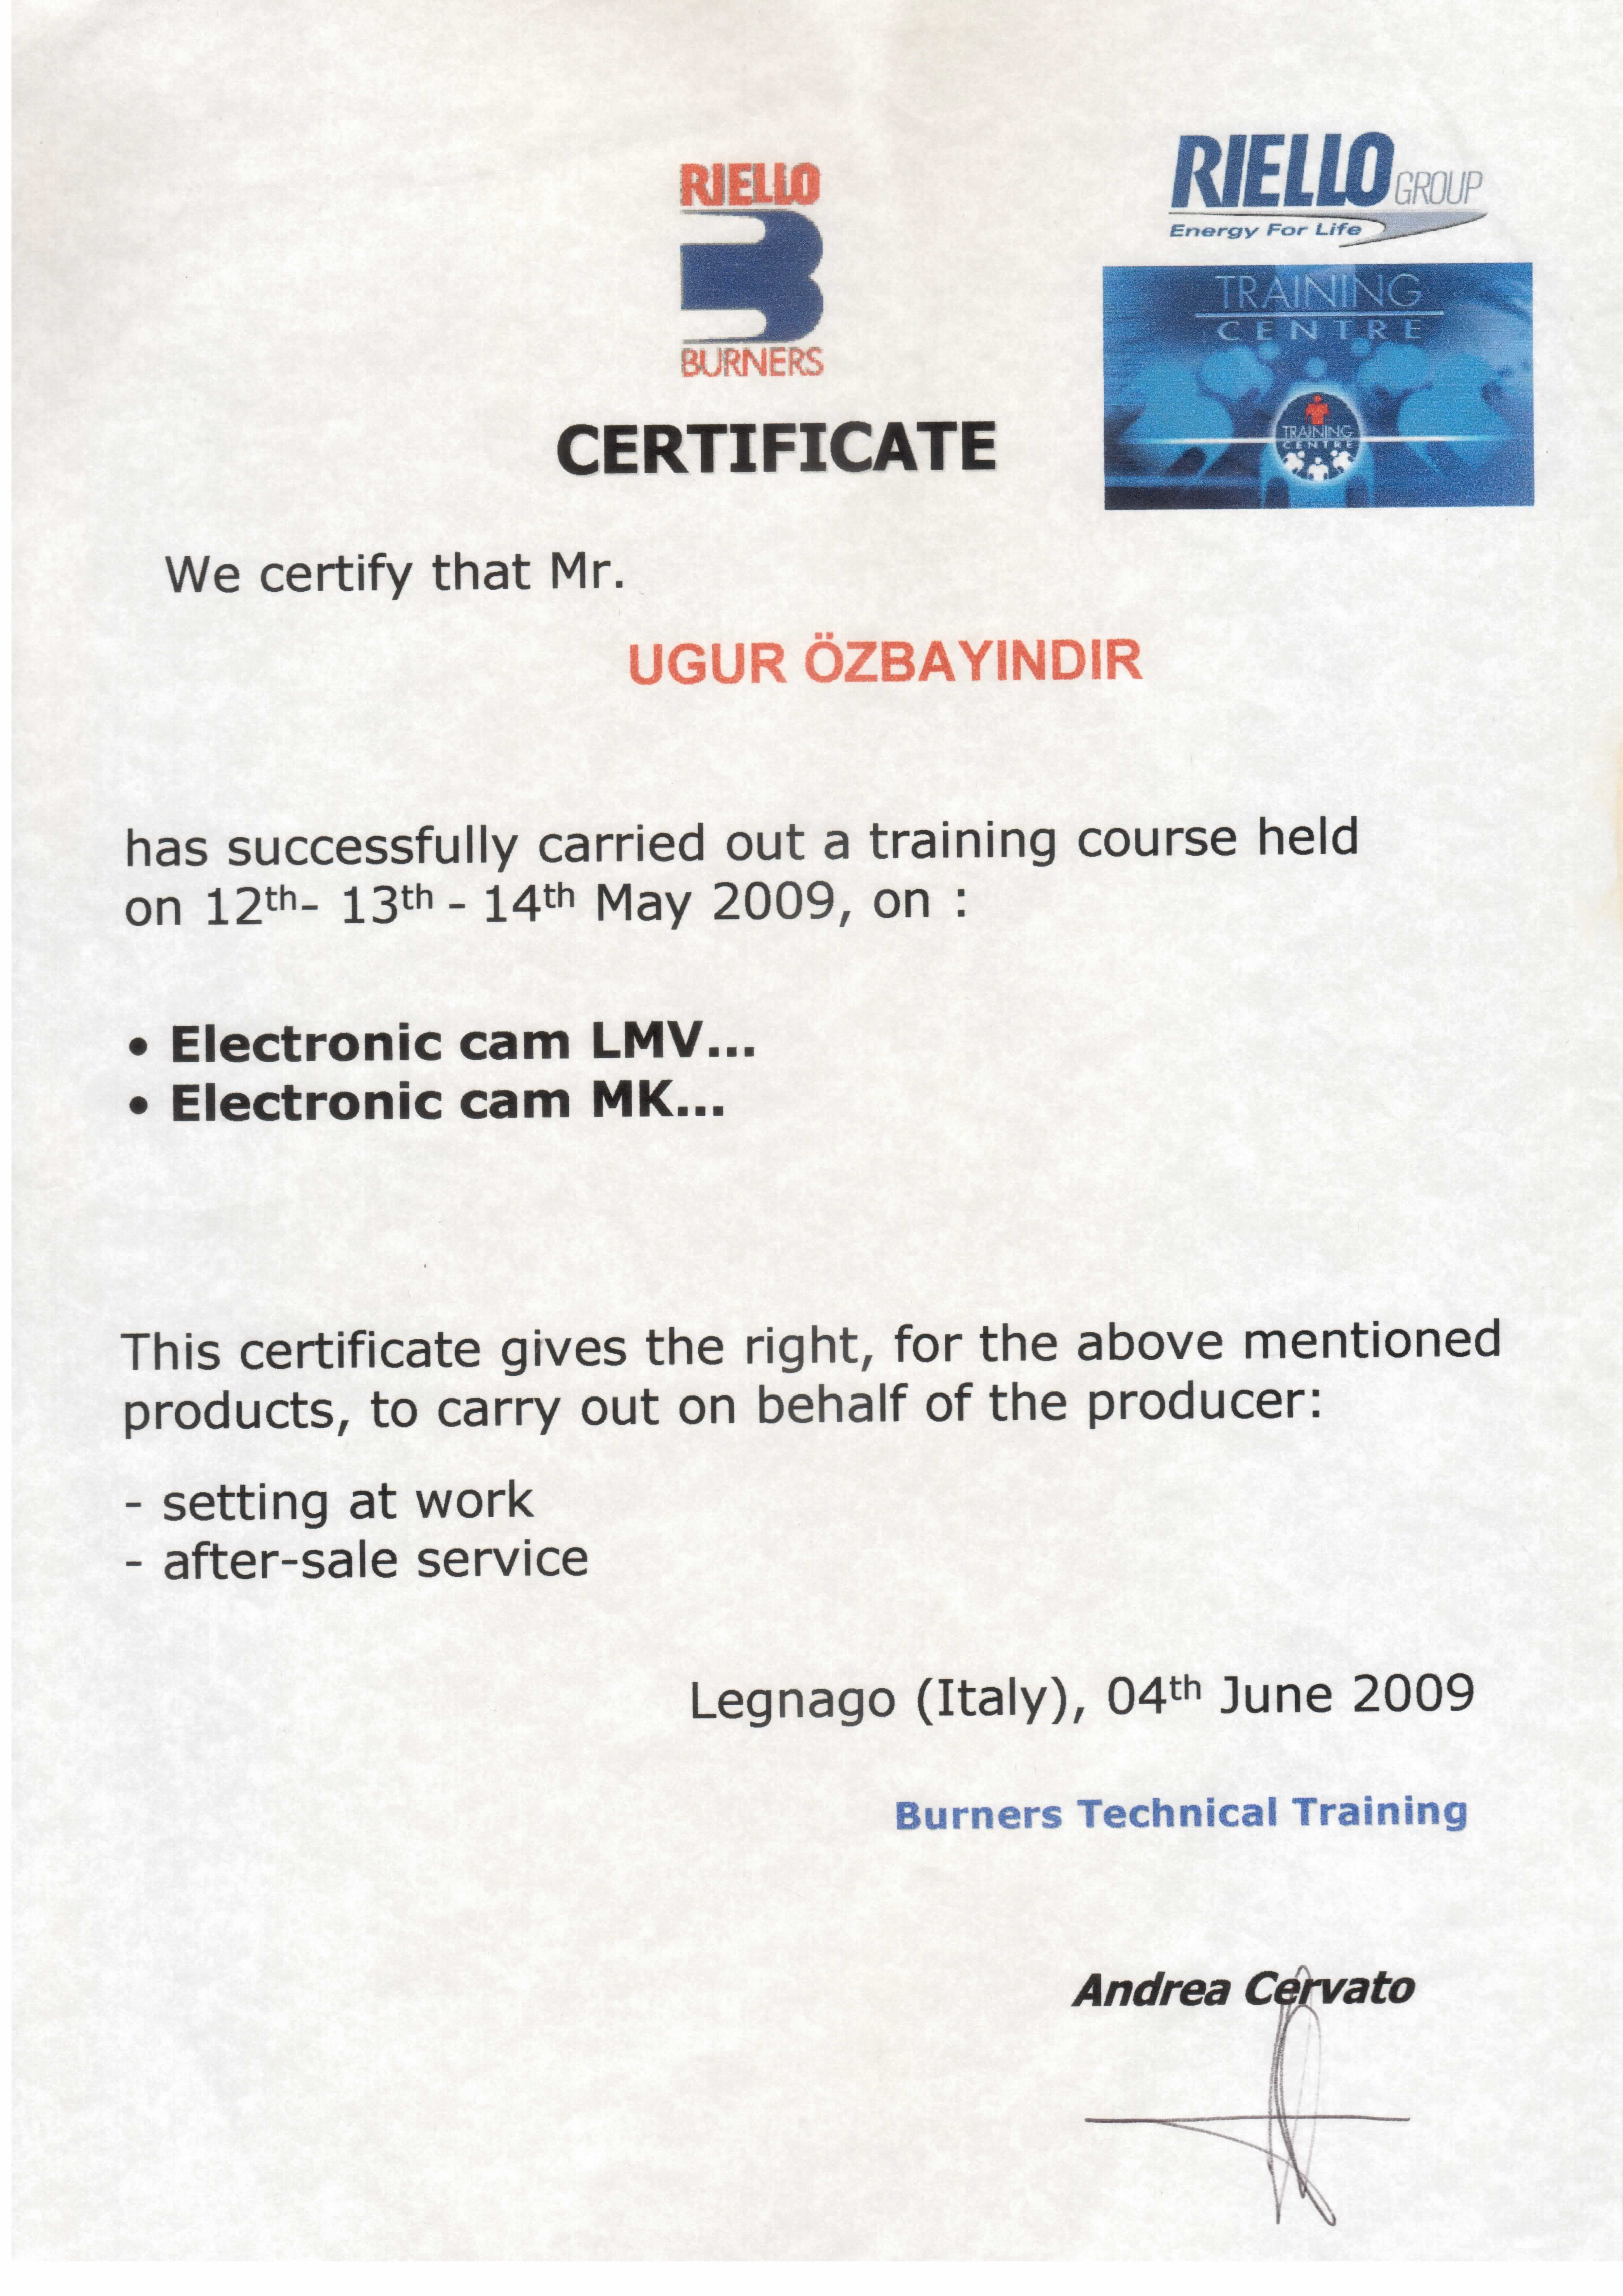 RIELLO
BURNERS
RIELLO GROUP
Energy For Life
TRAINING
CENTRE
TRAINING
CENTRE
CERTIFICATE
We certify that Mr.
UGUR ÖZBAYINDIR
has successfully carried out a training course held
on 12th- 13th - 14th May 2009, on :
• Electronic cam LMV...
• Electronic cam MK...
This certificate gives the right, for the above mentioned
products, to carry out on behalf of the producer:
- setting at work
- after-sale service
Legnago (Italy), 04th June 2009
Burners Technical Training
Andrea Cervato